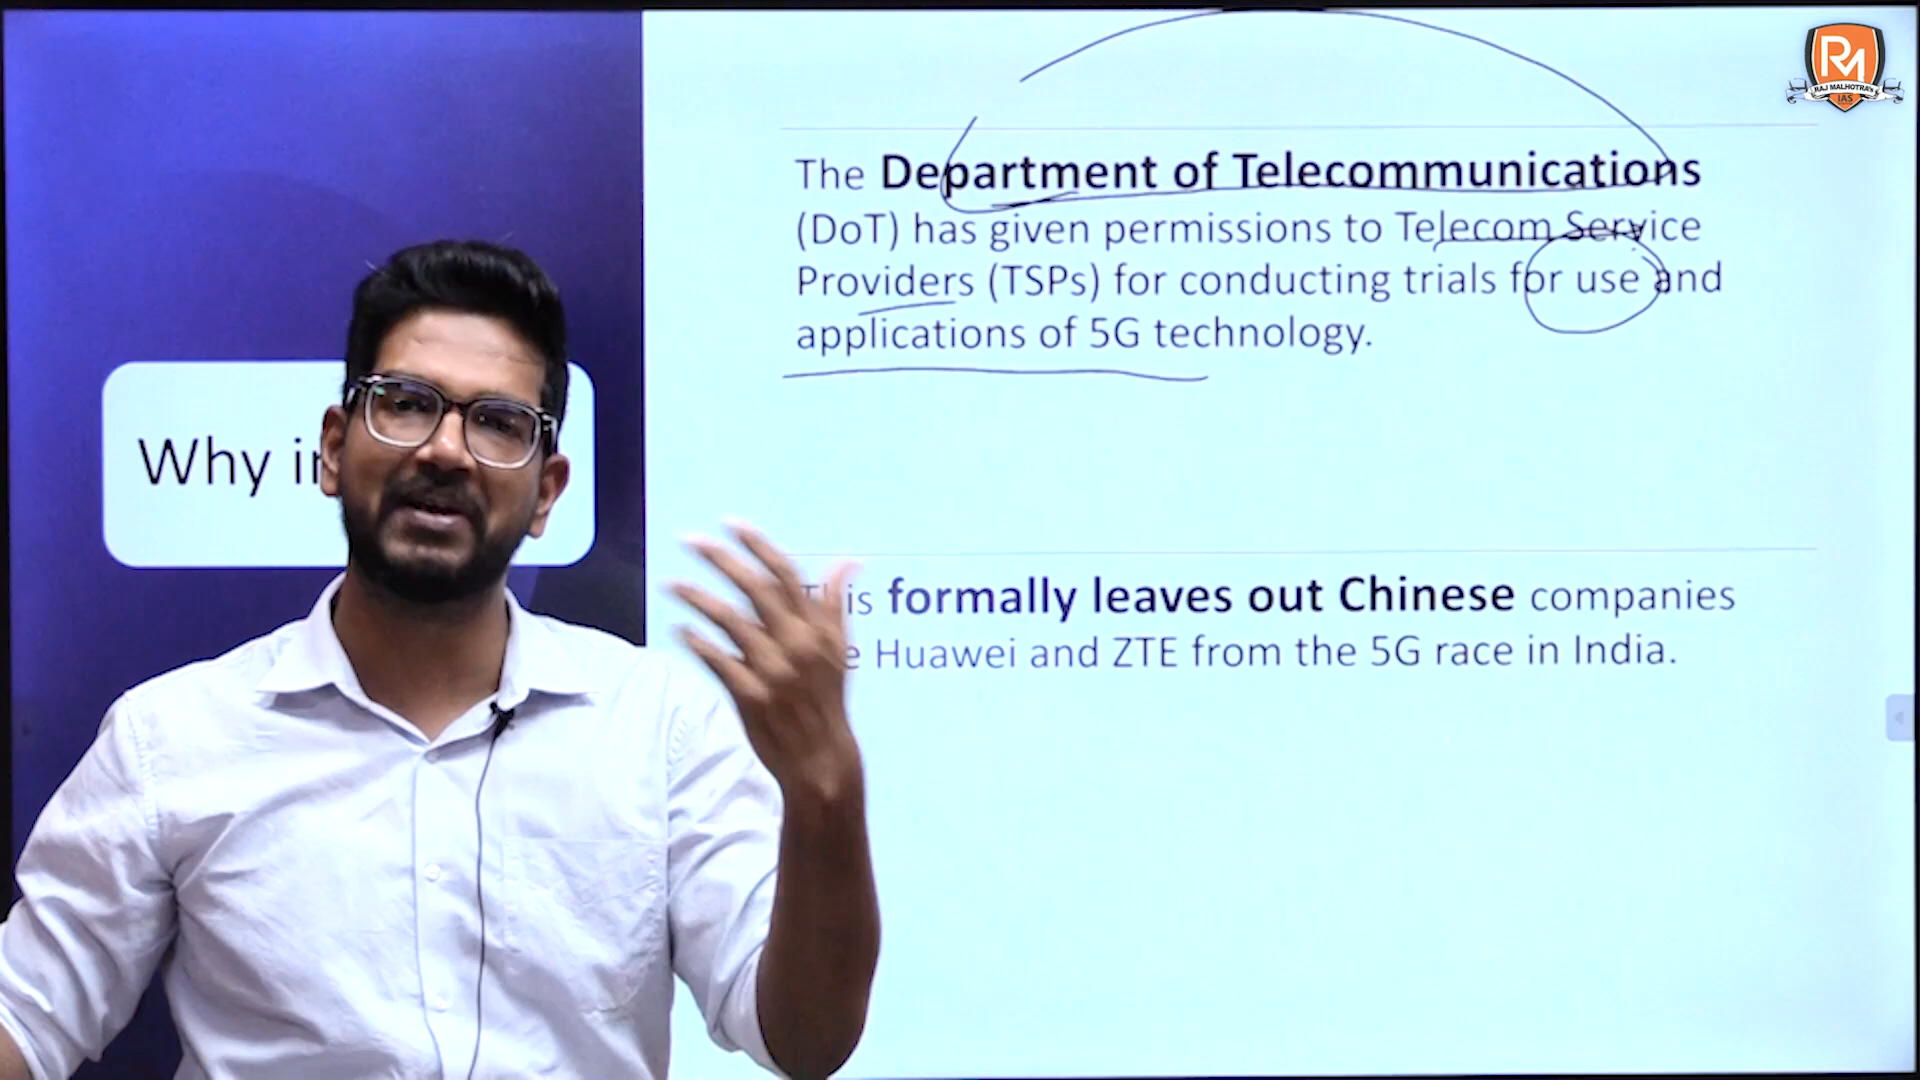 RM
RAJ MALHOTRA's
IAS
The Department of Telecommunications
(DoT) has given permissions to Telecom Service
Providers (TSPs) for conducting trials for use and
applications of 5G technology.
Why
is formally leaves out Chinese companies
e Huawei and ZTE from the 5G race in India.